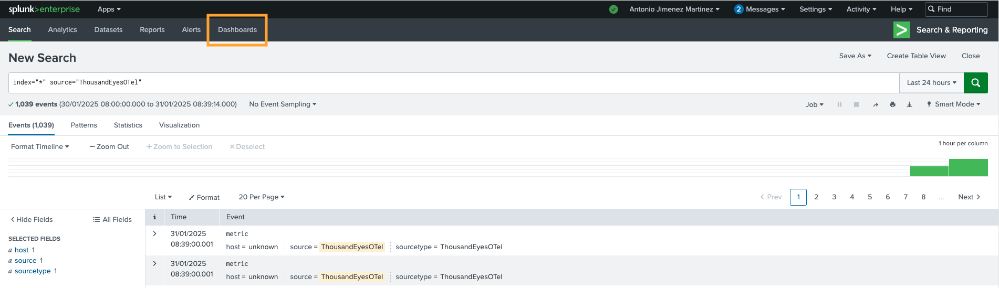 splunk>enterprise Apps Antonio Jimenez Martinez 2 Messages Settings Activity Help Find
Search Analytics Datasets Reports Alerts Dashboards Search & Reporting
New Search Save As Create Table View Close
index="*" source="ThousandEyesOTel" Last 24 hours
1,039 events (30/01/2025 08:00:00.000 to 31/01/2025 08:39:14.000) No Event Sampling Job Smart Mode
Events (1,039) Patterns Statistics Visualization
Format Timeline — Zoom Out + Zoom to Selection × Deselect 1 hour per column
List Format 20 Per Page < Prev 1 2 3 4 5 6 7 8 ... Next >
< Hide Fields All Fields i Time Event
SELECTED FIELDS
a host 1
a source 1
a sourcetype 1
> 31/01/2025 08:39:00.001 metric
host = unknown source = ThousandEyesOTel sourcetype = ThousandEyesOTel
> 31/01/2025 08:39:00.001 metric
host = unknown source = ThousandEyesOTel sourcetype = ThousandEyesOTel